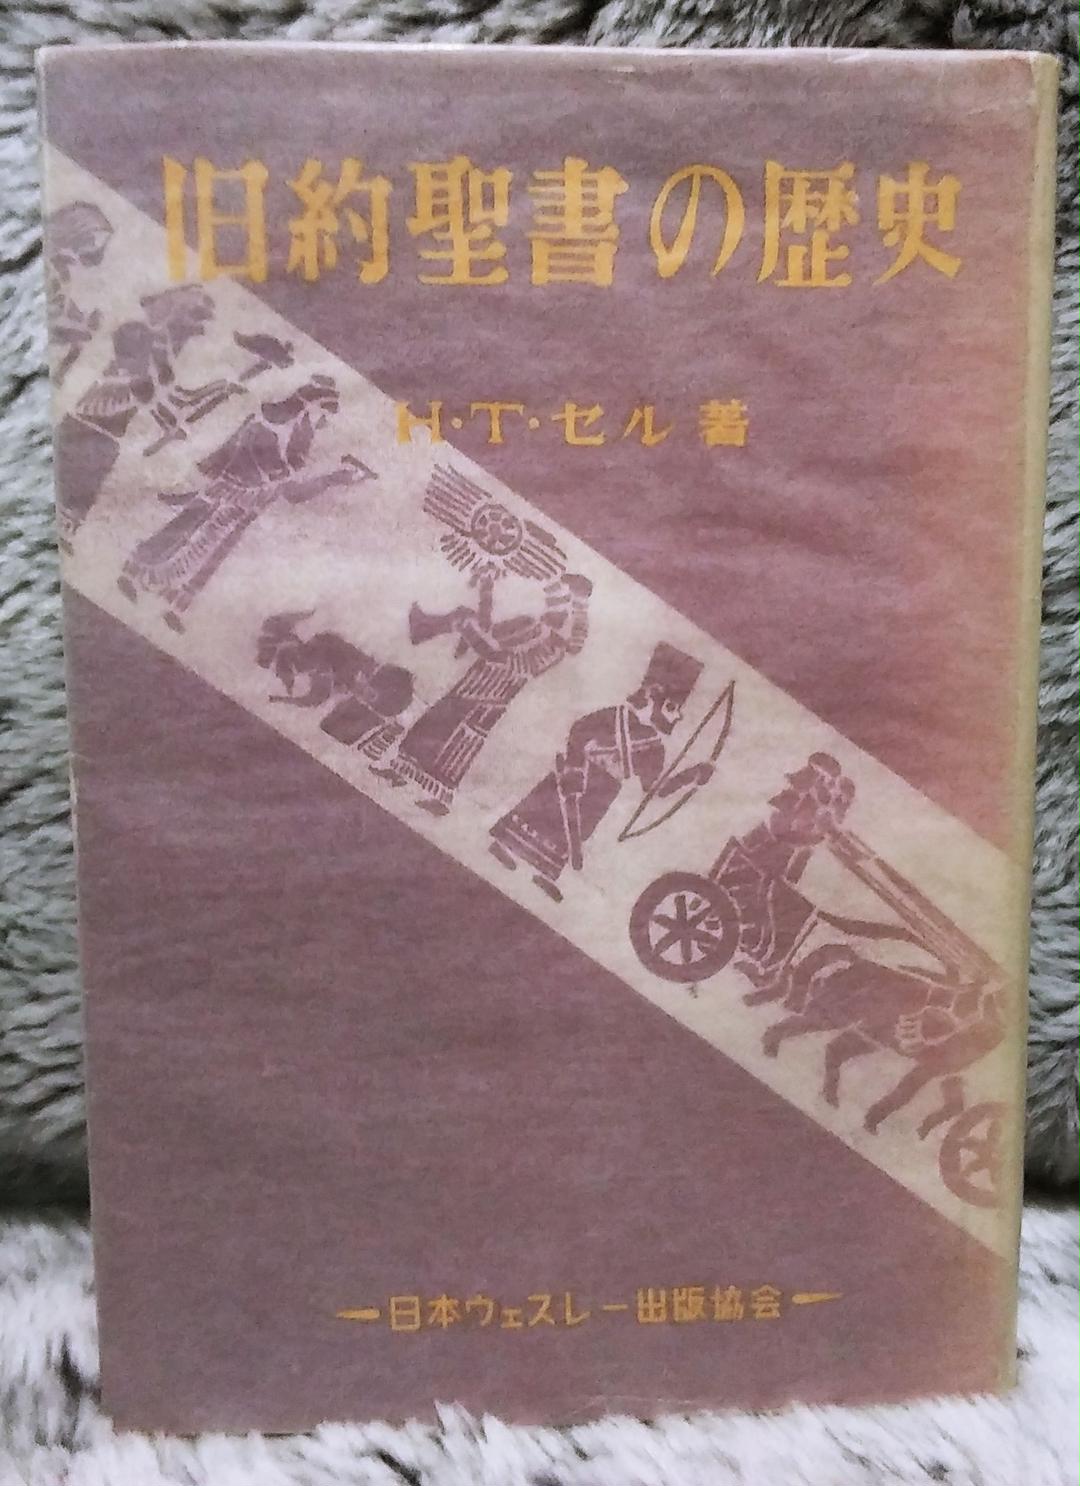 旧約聖書の歴史
H・T・セル 著
日本ウェスレー出版協会